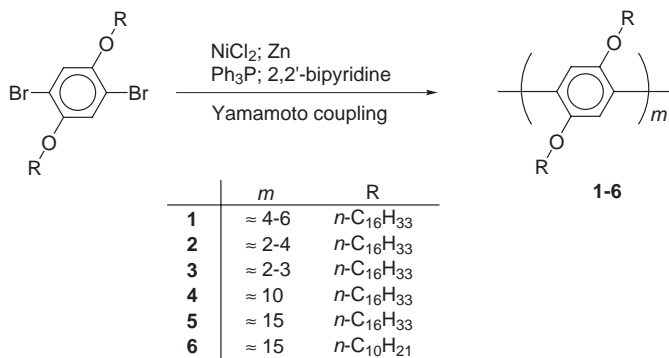 R
O
Br
Br
O
R
NiCl₂; Zn
Ph₃P; 2,2'-bipyridine
Yamamoto coupling
R
O
O
R
m
1-6
m R
1 ≈ 4-6 n-C₁₆H₃₃
2 ≈ 2-4 n-C₁₆H₃₃
3 ≈ 2-3 n-C₁₆H₃₃
4 ≈ 10 n-C₁₆H₃₃
5 ≈ 15 n-C₁₆H₃₃
6 ≈ 15 n-C₁₀H₂₁